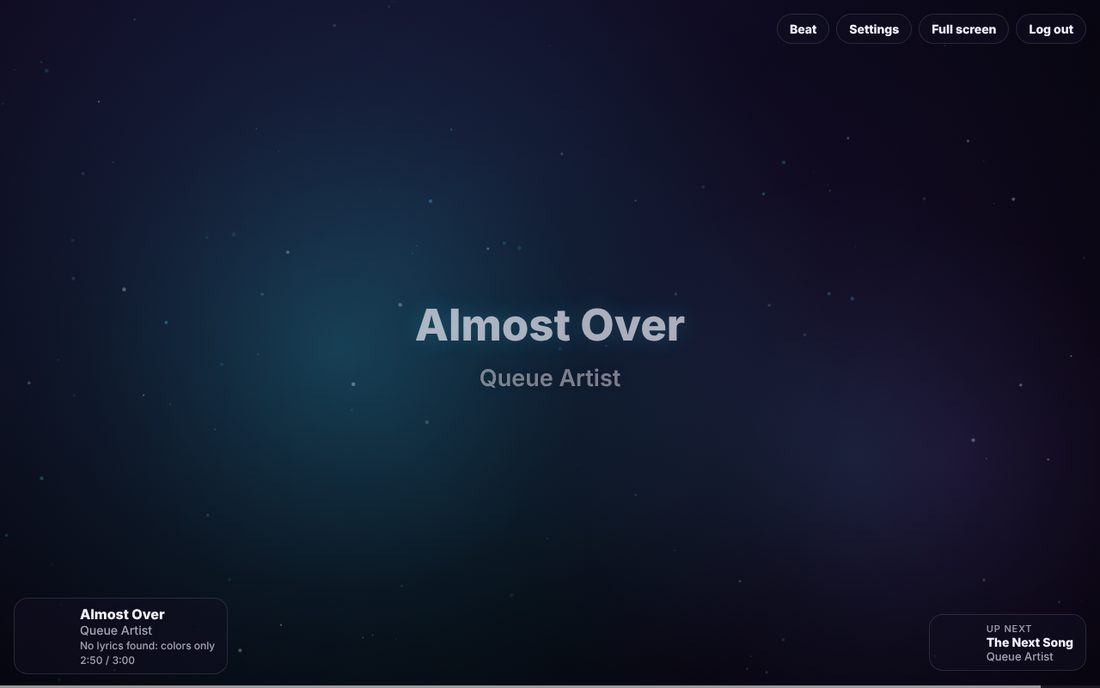 Beat
Settings
Full screen
Log out
Almost Over
Queue Artist
Almost Over
Queue Artist
No lyrics found: colors only
2:50 / 3:00
UP NEXT
The Next Song
Queue Artist